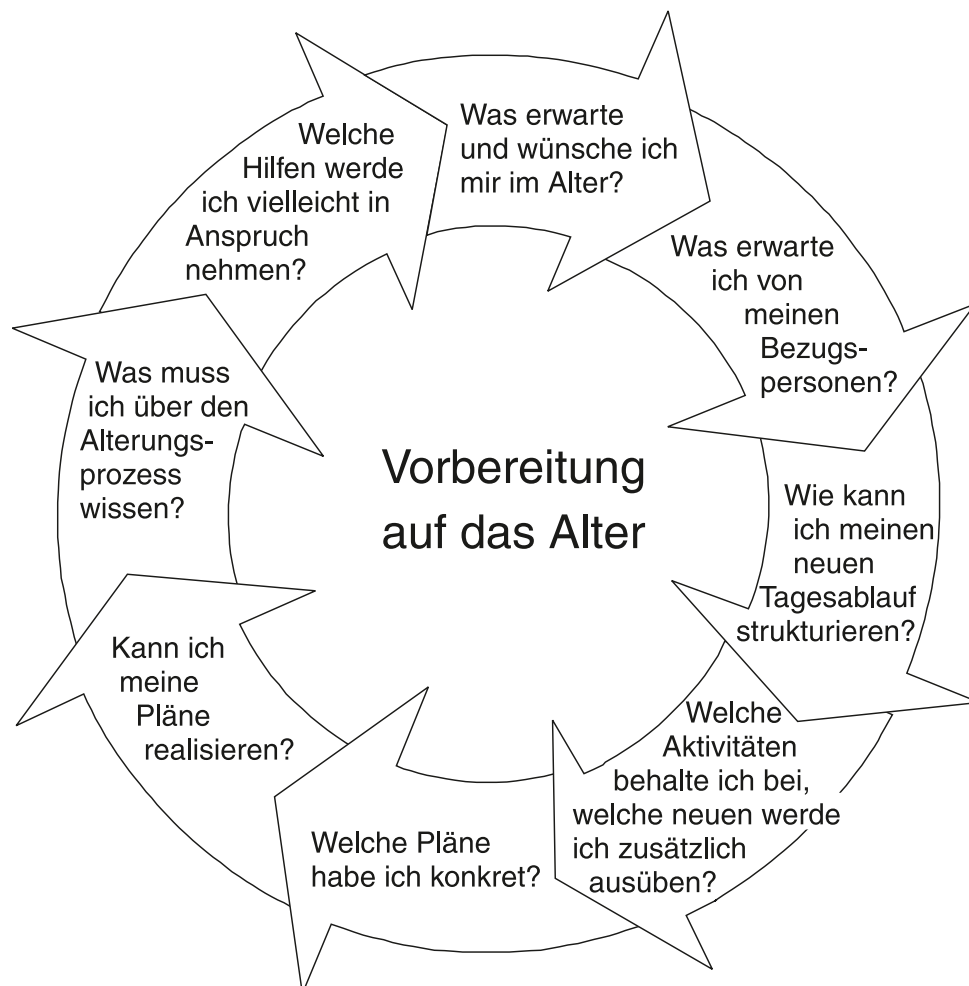 Was erwarte
und wünsche ich
mir im Alter?
Was erwarte
ich von
meinen
Bezugs-
personen?
Wie kann
ich meinen
neuen
Tagesablauf
strukturieren?
Welche
Aktivitäten
behalte ich bei,
welche neuen werde
ich zusätzlich
ausüben?
Welche Pläne
habe ich konkret?
Kann ich
meine
Pläne
realisieren?
Was muss
ich über den
Alterungs-
prozess
wissen?
Welche
Hilfen werde
ich vielleicht in
Anspruch
nehmen?
Vorbereitung
auf das Alter